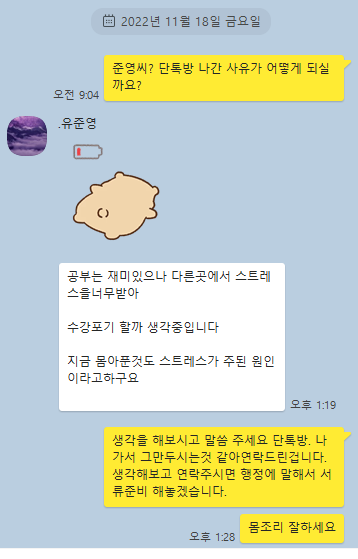 2022년 11월 18일 금요일
준영씨? 단톡방 나간 사유가 어떻게 되실
까요?
오전 9:04
.유준영
공부는 재미있으나 다른곳에서 스트레
스을너무받아
수강포기 할까 생각중입니다
지금 몸아푼것도 스트레스가 주된 원인
이라고하구요
오후 1:19
생각을 해보시고 말씀 주세요 단톡방. 나
가서 그만두시는것 같아연락드린겁니다.
생각해보고 연락주시면 행정에 말해서 서
류준비 해놓겠습니다.
몸조리 잘하세요
오후 1:28